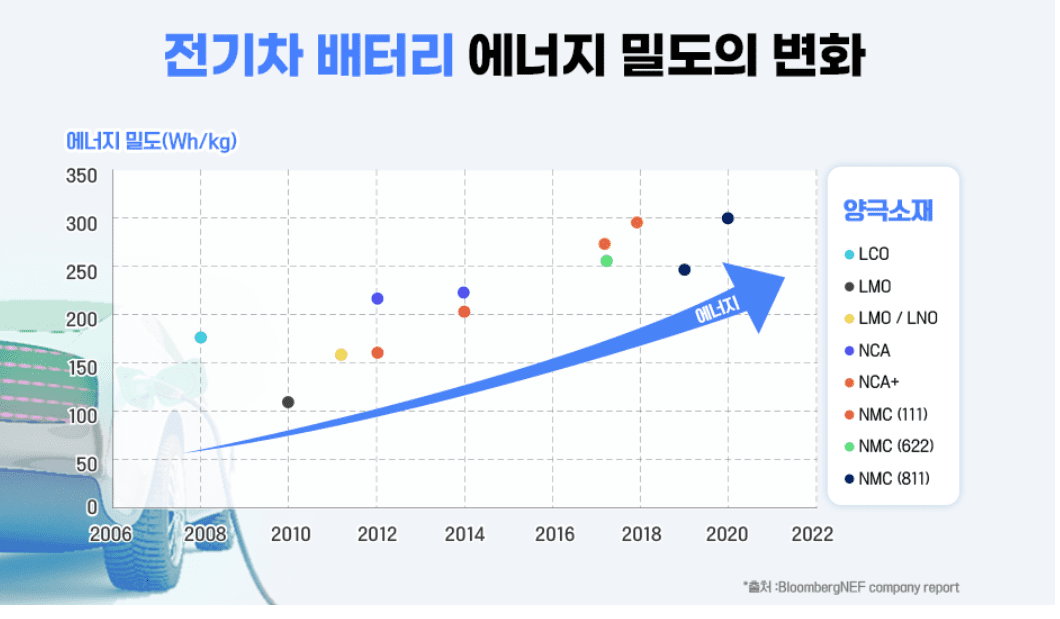 전기차 배터리 에너지 밀도의 변화
에너지 밀도(Wh/kg)
350
300
250
200
150
100
50
0
2006 2008 2010 2012 2014 2016 2018 2020 2022
에너지
양극소재
LCO
LMO
LMO / LNO
NCA
NCA+
NMC (111)
NMC (622)
NMC (811)
*출처 :BloombergNEF company report